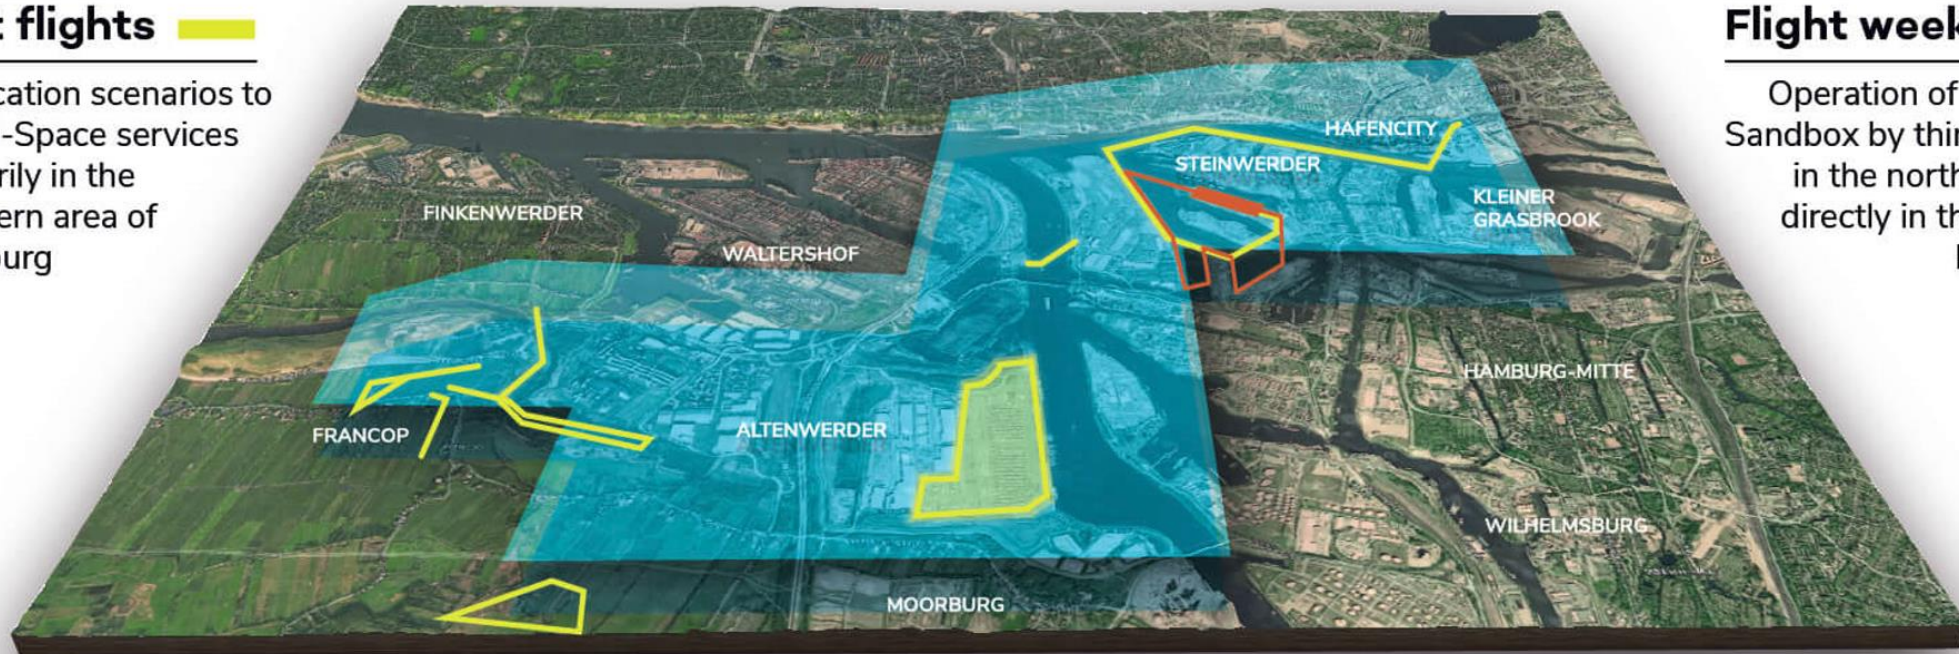 flights
cation scenarios to
-Space services
rily in the
ern area of
urg
Flight week
Operation of
Sandbox by thi
in the north
directly in th
HAFENCITY
STEINWERDER
KLEINER
GRASBROOK
FINKENWERDER
WALTERSHOF
HAMBURG-MITTE
FRANCOP
ALTENWERDER
WILHELMSBURG
MOORBURG